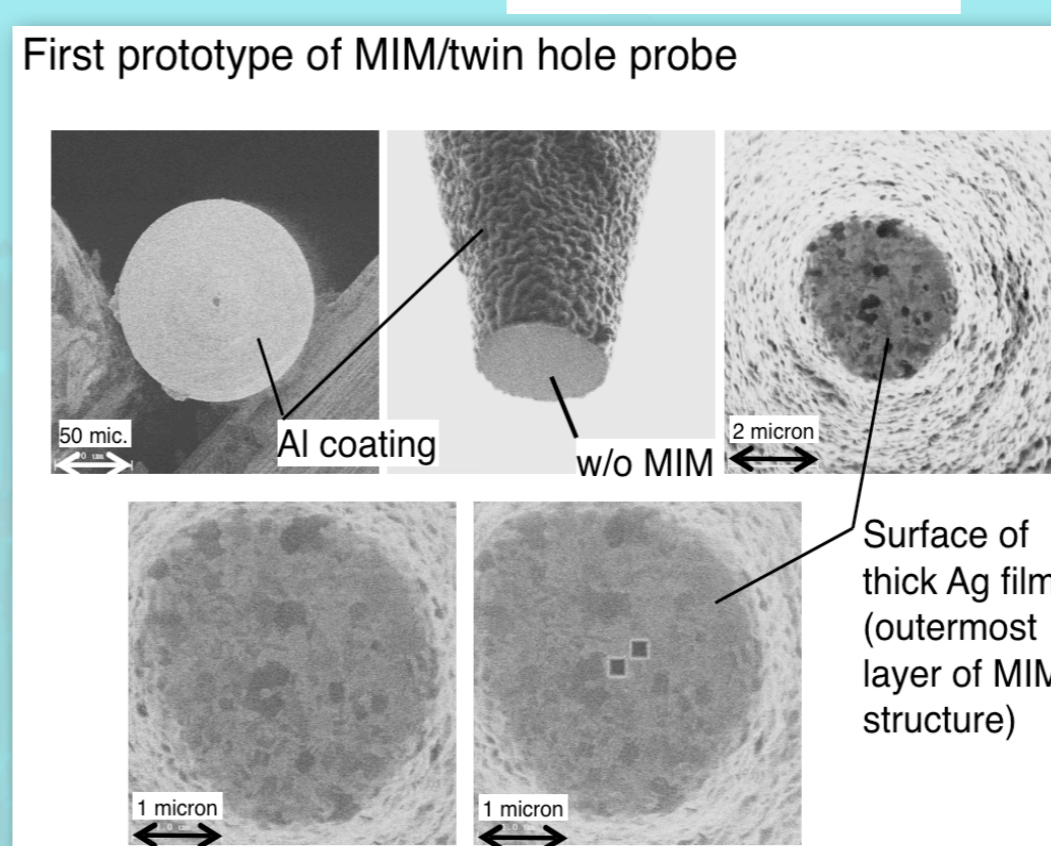 First prototype of MIM/twin hole probe
50 mic.
Al coating
w/o MIM
2 micron
Surface of
thick Ag film
(outermost
layer of MIM
structure)
1 micron
1 micron